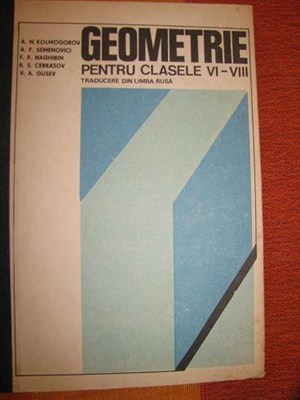 A. N. KOLMOGOROV
A. F. SEMENOVICI
F. F. NAGHIBIN
R. S. CERKASOV
V. A. GUSEV
GEOMETRIE
PENTRU CLASELE VI-VIII
TRADUCERE DIN LIMBA RUSĂ